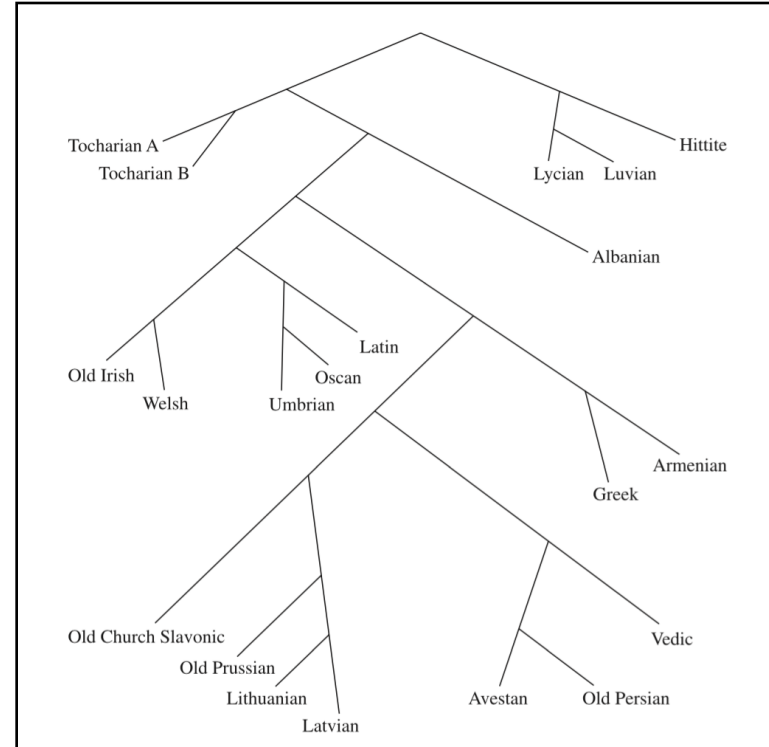 Tocharian A
Hittite
Tocharian B
Lycian
Luvian
Albanian
Latin
Old Irish
Oscan
Welsh
Umbrian
Armenian
Greek
Old Church Slavonic
Vedic
Old Prussian
Lithuanian
Avestan
Old Persian
Latvian